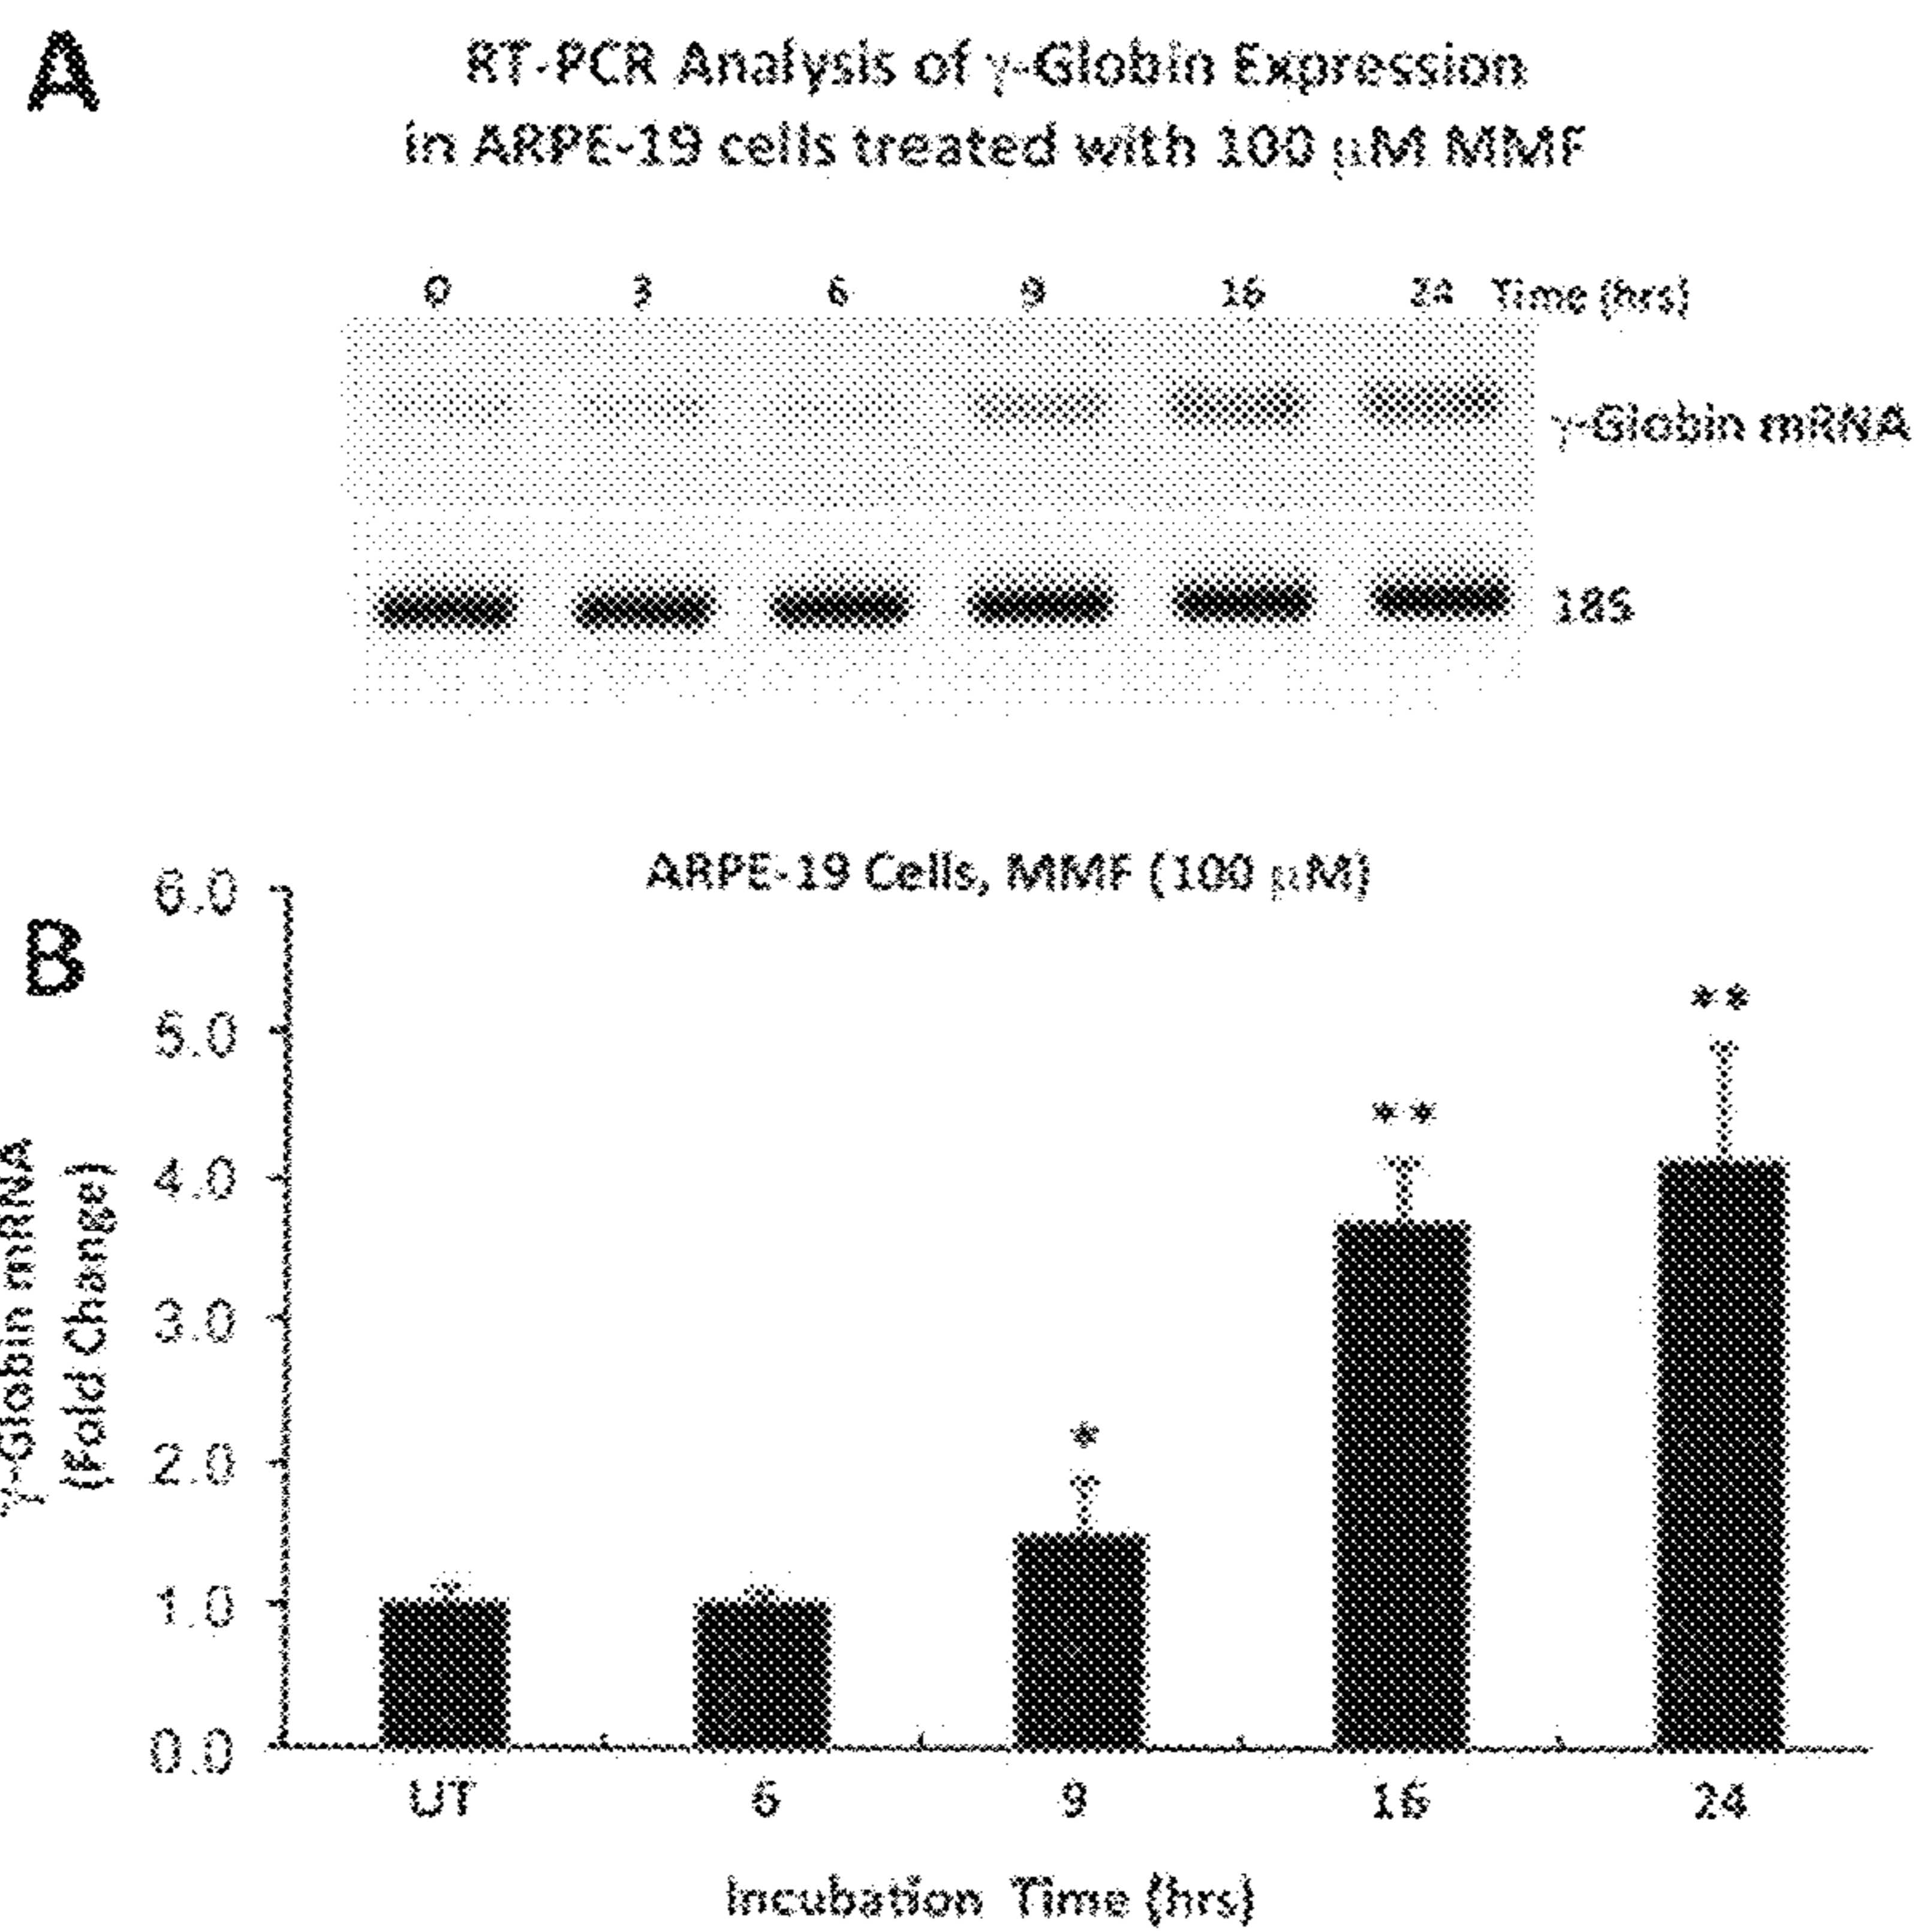 A
RT-PCR Analysis of γ-Globin Expression
in ARPE-19 cells treated with 100 μM MMF
0 3 6 9 16 24 Time (hrs)
γ-Globin mRNA
18S
B
ARPE-19 Cells, MMF (100 μM)
γ-Globin mRNA
(Fold Change)
6.0
5.0
4.0
3.0
2.0
1.0
0.0
**
**
*
UT 6 9 16 24
Incubation Time (hrs)